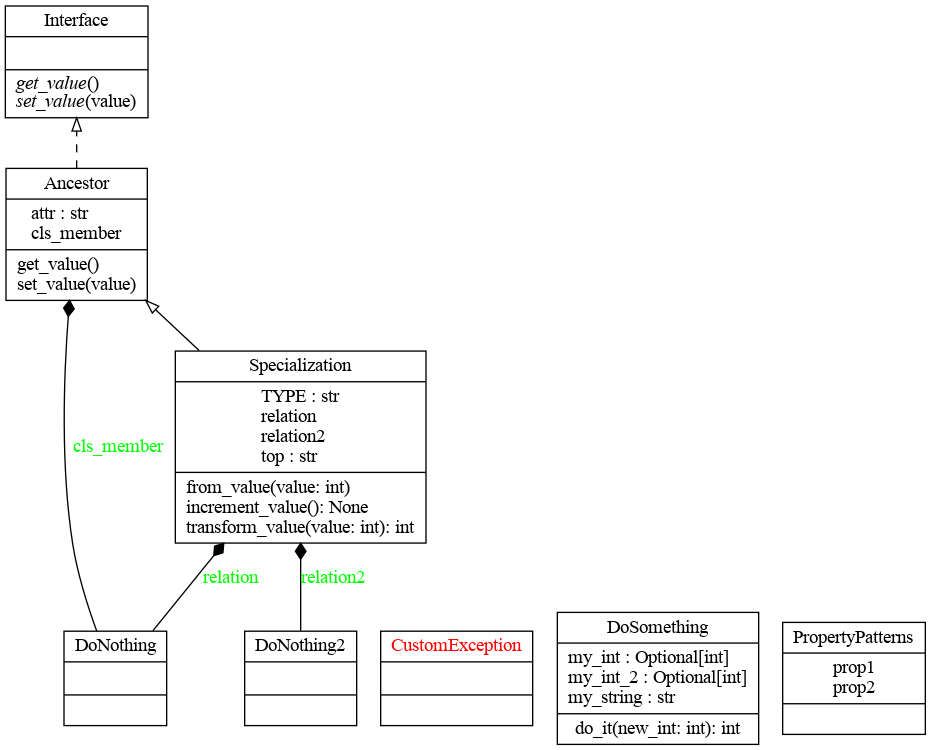 Interface
get_value()
set_value(value)
Ancestor
attr : str
cls_member
get_value()
set_value(value)
Specialization
TYPE : str
relation
relation2
top : str
from_value(value: int)
increment_value(): None
transform_value(value: int): int
cls_member
relation
relation2
DoNothing
DoNothing2
CustomException
DoSomething
my_int : Optional[int]
my_int_2 : Optional[int]
my_string : str
do_it(new_int: int): int
PropertyPatterns
prop1
prop2